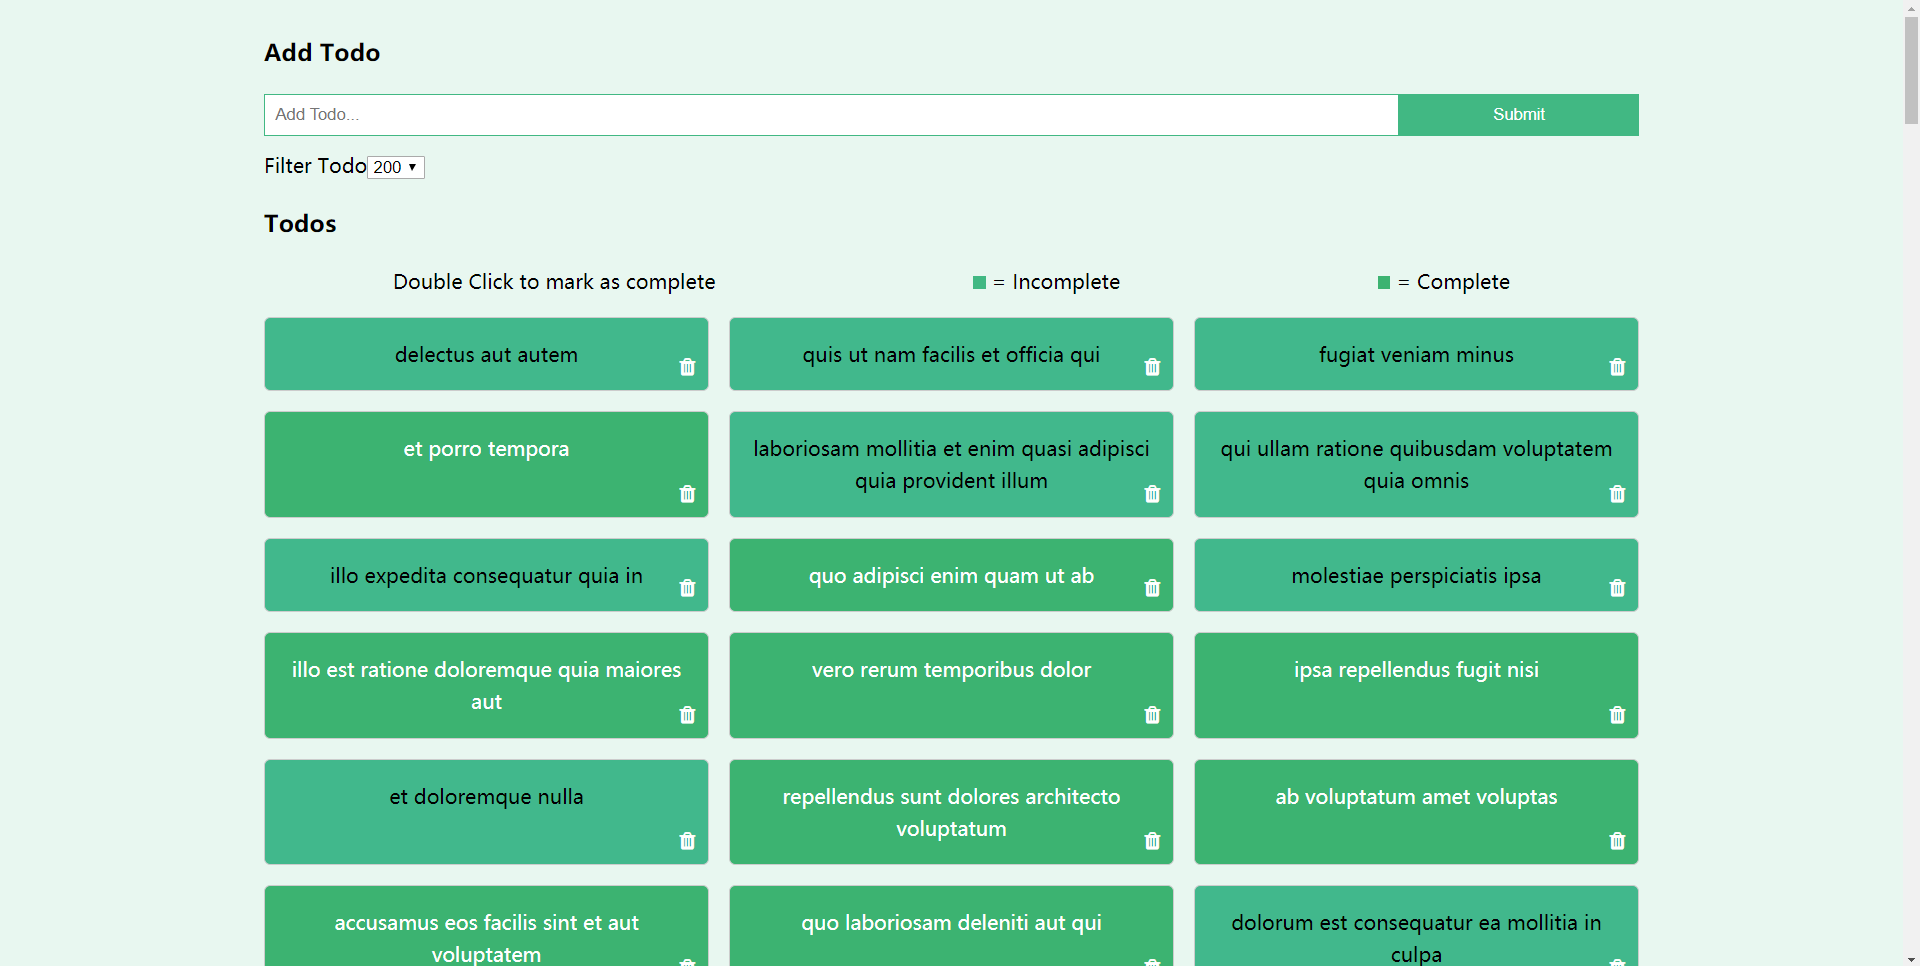 Add Todo
Add Todo...
Submit
Filter Todo 200
Todos
Double Click to mark as complete
= Incomplete
= Complete
delectus aut autem
quis ut nam facilis et officia qui
fugiat veniam minus
et porro tempora
laboriosam mollitia et enim quasi adipisci
quia provident illum
qui ullam ratione quibusdam voluptatem
quia omnis
illo expedita consequatur quia in
quo adipisci enim quam ut ab
molestiae perspiciatis ipsa
illo est ratione doloremque quia maiores
aut
vero rerum temporibus dolor
ipsa repellendus fugit nisi
et doloremque nulla
repellendus sunt dolores architecto
voluptatum
ab voluptatum amet voluptas
accusamus eos facilis sint et aut
voluptatem
quo laboriosam deleniti aut qui
dolorum est consequatur ea mollitia in
culpa